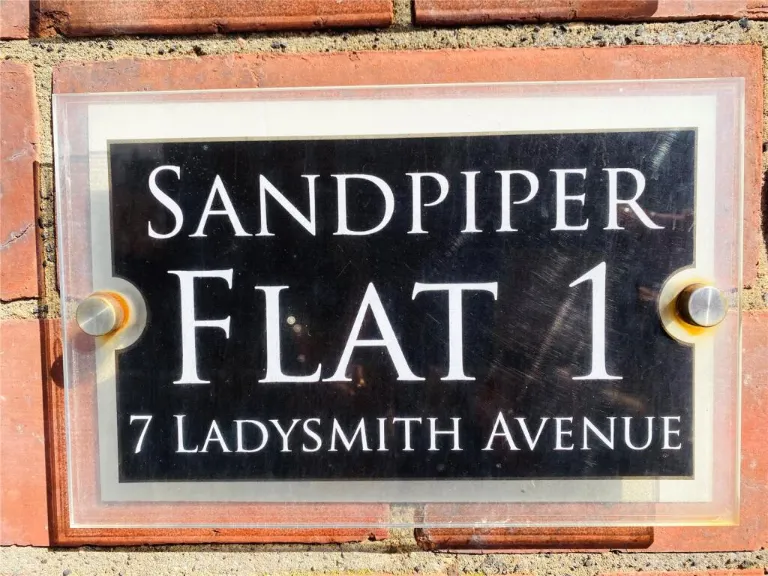 SANDPIPER
FLAT 1
7 LADYSMITH AVENUE